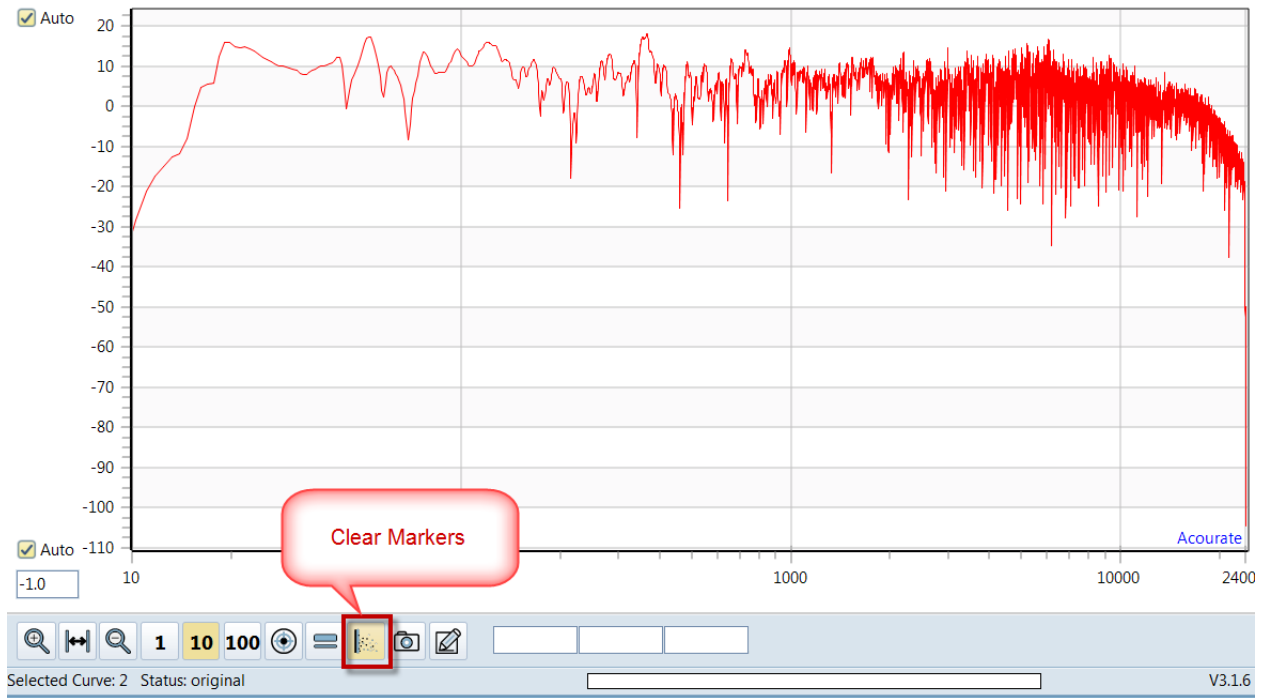 Auto
20
10
0
-10
-20
-30
-40
-50
-60
-70
-80
-90
-100
Clear Markers
Acourate
Auto -110
-1.0
10 1000 10000 2400
1 10 100
Selected Curve: 2 Status: original V3.1.6